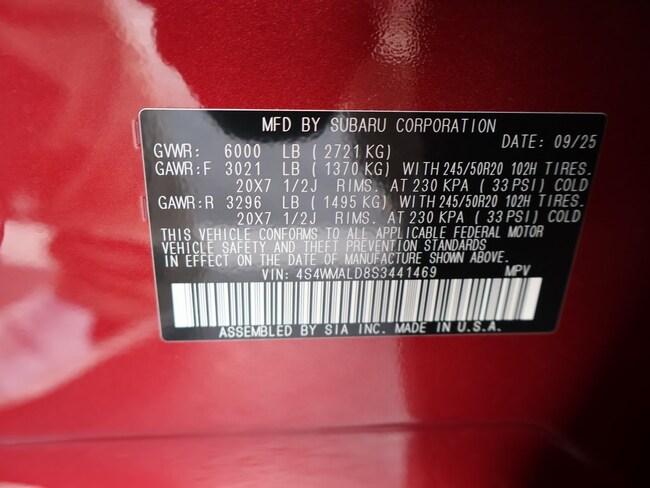 MFD BY SUBARU CORPORATION
DATE: 09/25
GVWR: 6000 LB ( 2721 KG)
GAWR:F 3021 LB ( 1370 KG) WITH 245/50R20 102H TIRES.
20X7 1/2J RIMS. AT 230 KPA ( 33 PSI) COLD
GAWR:R 3296 LB ( 1495 KG) WITH 245/50R20 102H TIRES.
20X7 1/2J RIMS. AT 230 KPA ( 33 PSI) COLD
THIS VEHICLE CONFORMS TO ALL APPLICABLE FEDERAL MOTOR
VEHICLE SAFETY AND THEFT PREVENTION STANDARDS
IN EFFECT ON THE DATE OF MANUFACTURE SHOWN ABOVE.
VIN: 4S4WMALD8S3441469 MPV
ASSEMBLED BY SIA INC. MADE IN U.S.A.